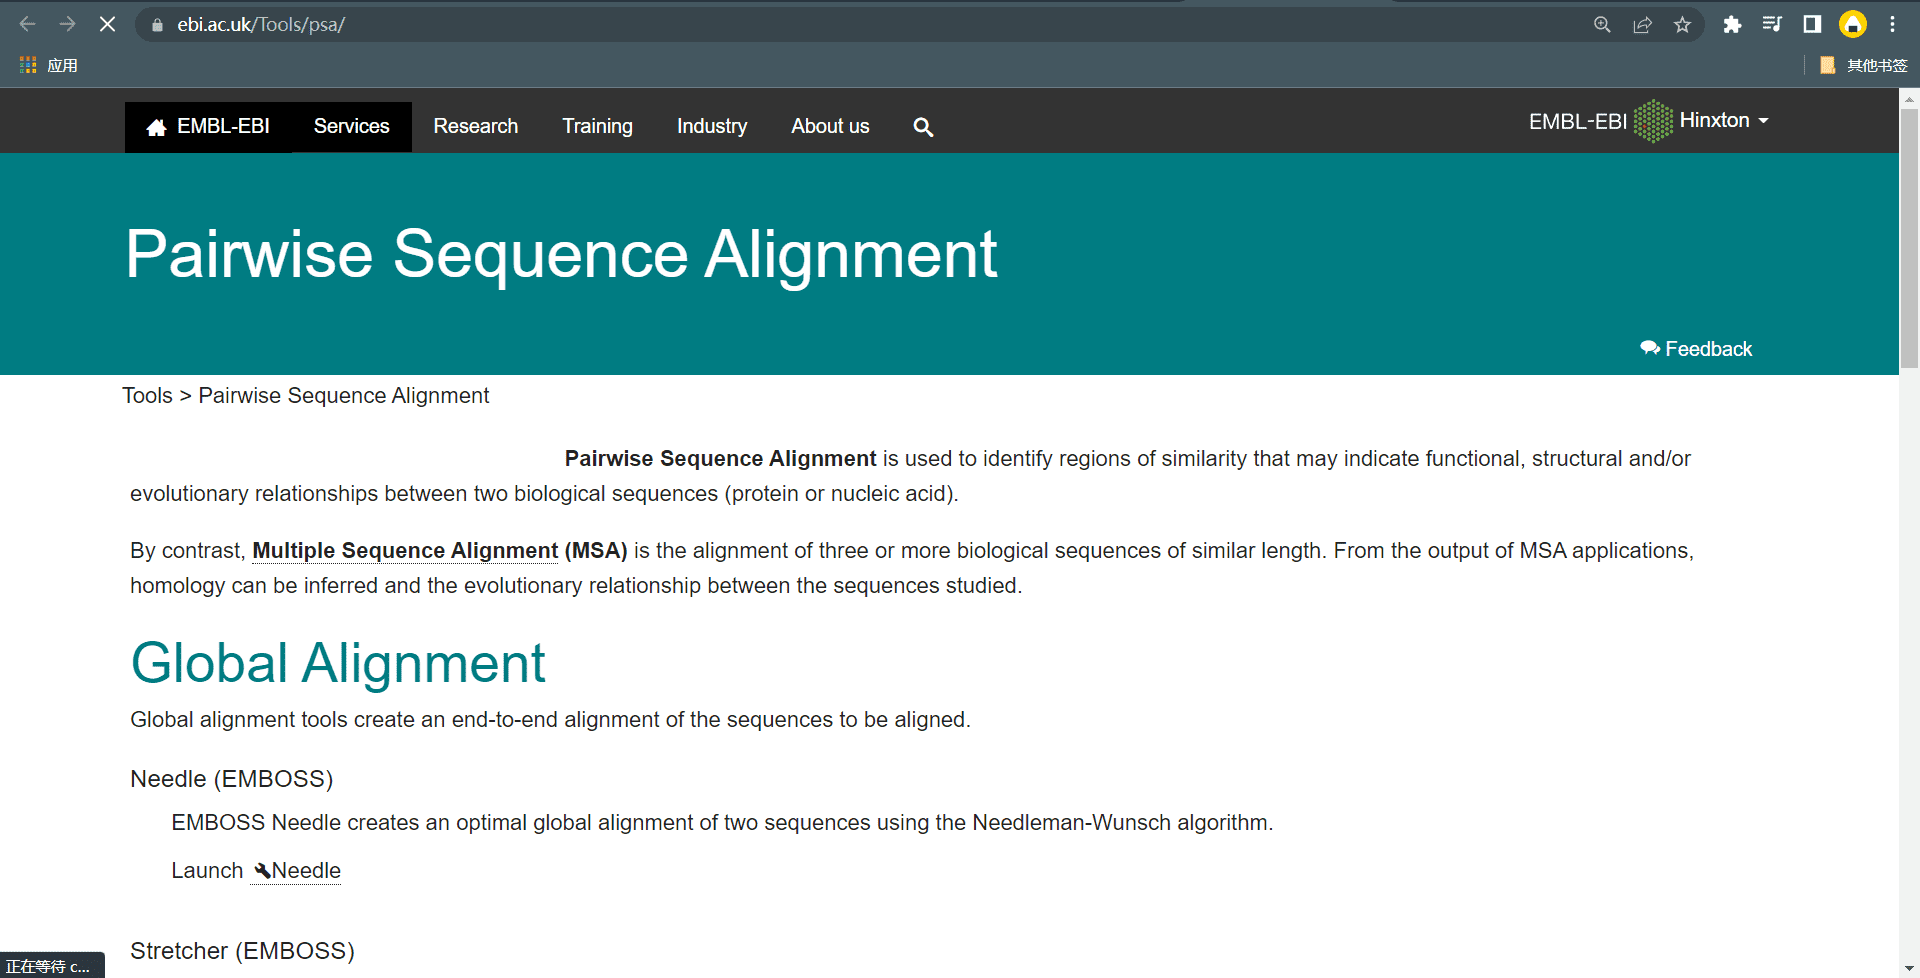 ebi.ac.uk/Tools/psa/
应用
其他书签
EMBL-EBI Services Research Training Industry About us
EMBL-EBI Hinxton
Pairwise Sequence Alignment
Feedback
Tools > Pairwise Sequence Alignment
Pairwise Sequence Alignment is used to identify regions of similarity that may indicate functional, structural and/or
evolutionary relationships between two biological sequences (protein or nucleic acid).
By contrast, Multiple Sequence Alignment (MSA) is the alignment of three or more biological sequences of similar length. From the output of MSA applications,
homology can be inferred and the evolutionary relationship between the sequences studied.
Global Alignment
Global alignment tools create an end-to-end alignment of the sequences to be aligned.
Needle (EMBOSS)
EMBOSS Needle creates an optimal global alignment of two sequences using the Needleman-Wunsch algorithm.
Launch Needle
Stretcher (EMBOSS)
正在等待 c...